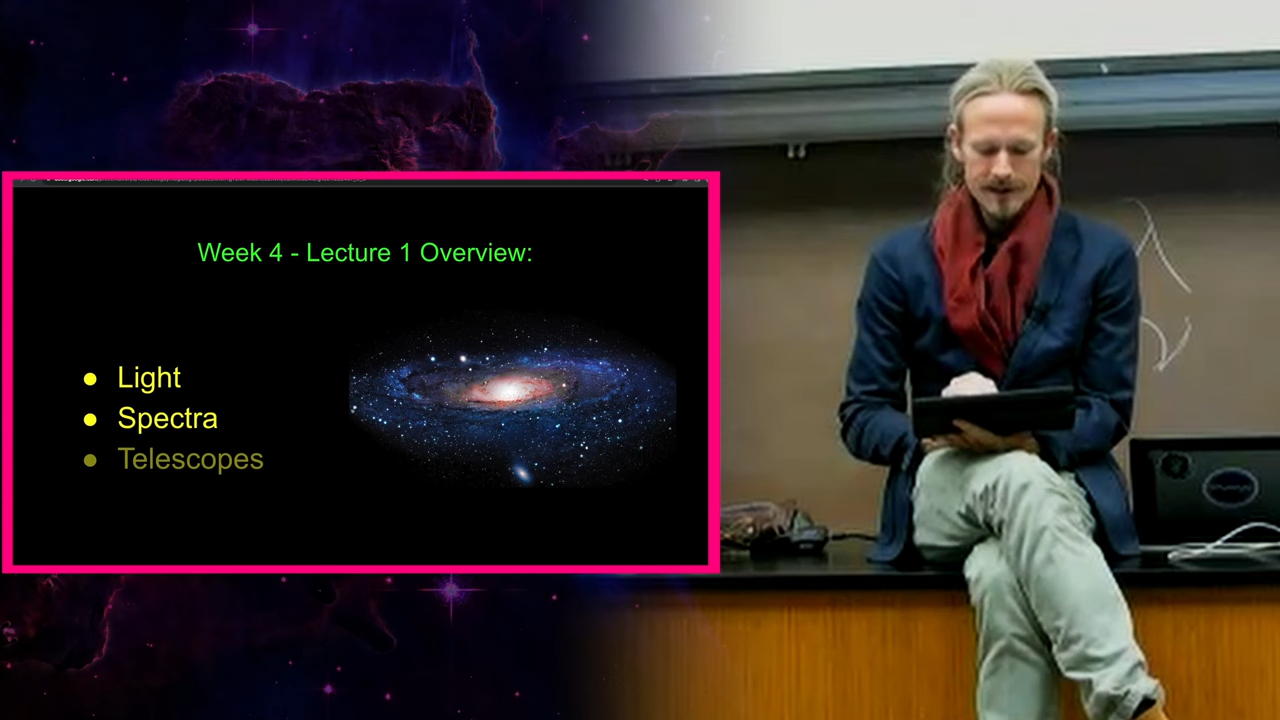 Week 4 - Lecture 1 Overview:
● Light
● Spectra
● Telescopes